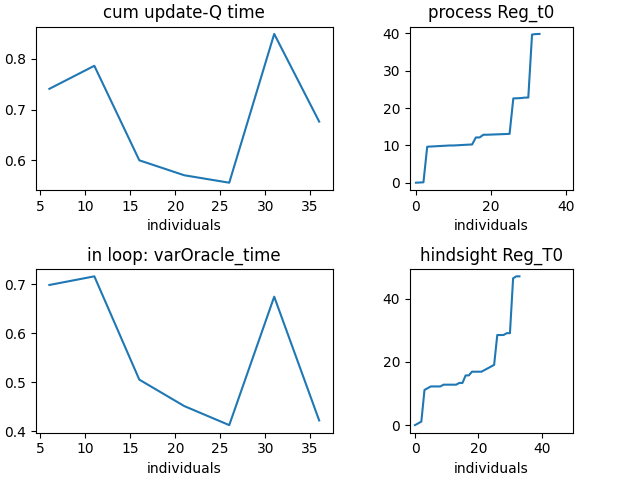 cum update-Q time
0.8
0.7
0.6
5 10 15 20 25 30 35
individuals
process Reg_t0
40
30
20
10
0
0 20 40
individuals
in loop: varOracle_time
0.7
0.6
0.5
0.4
5 10 15 20 25 30 35
individuals
hindsight Reg_T0
40
20
0
0 20 40
individuals